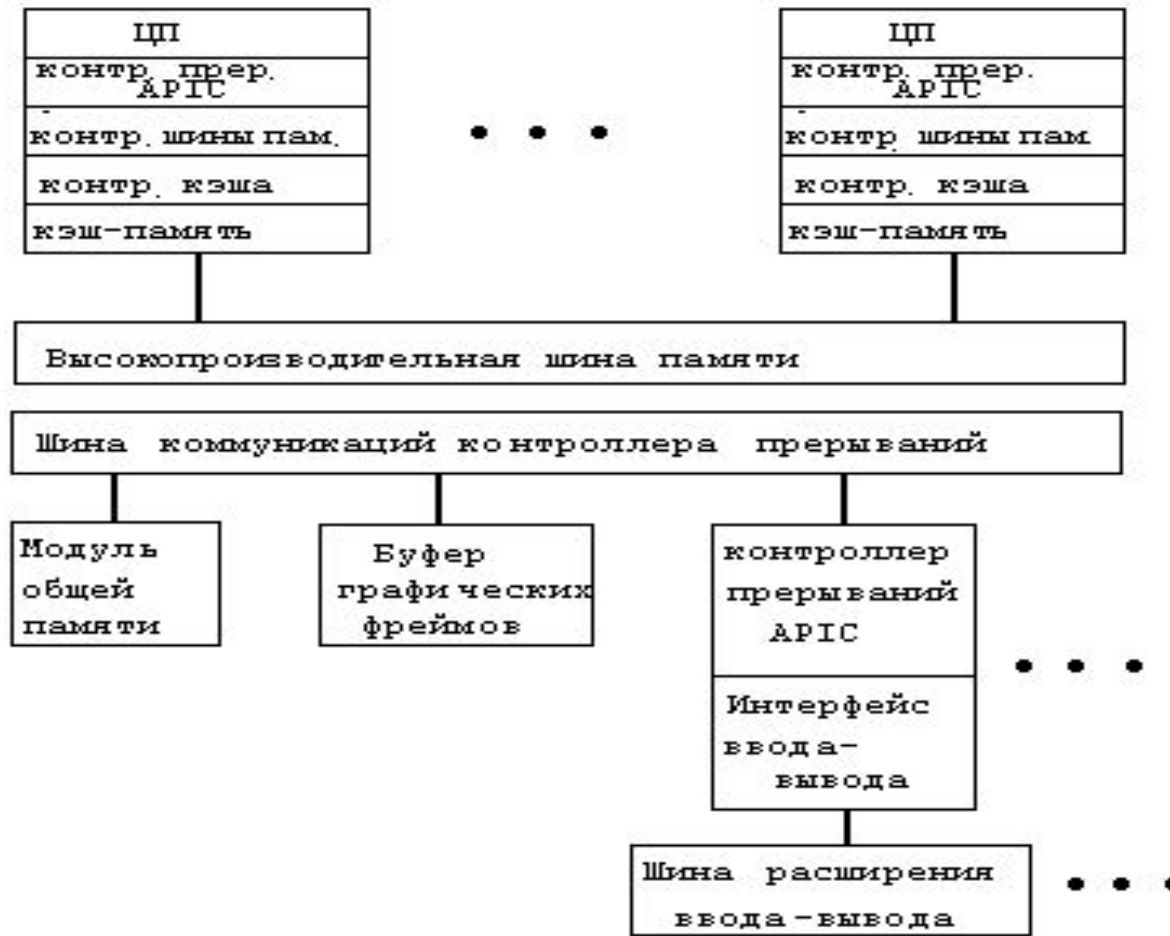 ЦП
контр. прер.
APIC
контр. шины пам.
контр. кэша
кэш-память
ЦП
контр. прер.
APIC
контр. шины пам
контр. кэша
кэш-память
Высокопроизводительная шина памяти
Шина коммуникаций контроллера прерываний
Модуль
общей
памяти
Буфер
графических
фреймов
контроллер
прерываний
APIC
Интерфейс
ввода-
вывода
Шина расширения
ввода-вывода